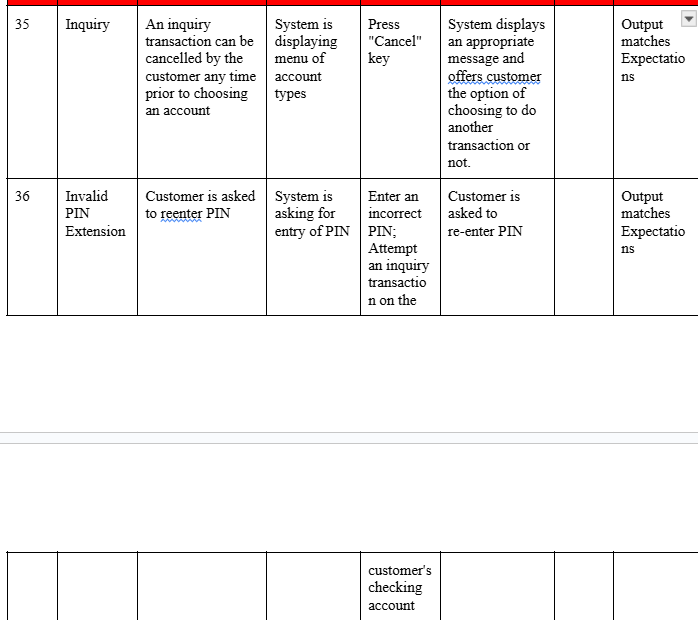 35
Inquiry
An inquiry
transaction can be
cancelled by the
customer any time
prior to choosing
an account
System is
displaying
menu of
account
types
Press
"Cancel"
key
System displays
an appropriate
message and
offers customer
the option of
choosing to do
another
transaction or
not.
Output
matches
Expectatio
ns
36
Invalid
PIN
Extension
Customer is asked
to reenter PIN
System is
asking for
entry of PIN
Enter an
incorrect
PIN;
Attempt
an inquiry
transactio
n on the
Customer is
asked to
re-enter PIN
Output
matches
Expectatio
ns
customer's
checking
account